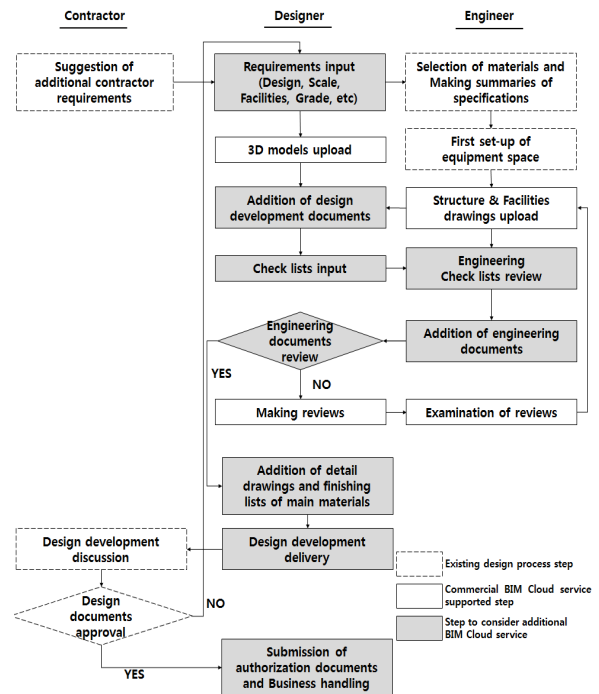 Contractor
Designer
Engineer
Suggestion of
additional contractor
requirements
Requirements input
(Design, Scale,
Facilities, Grade, etc)
Selection of materials and
Making summaries of
specifications
3D models upload
First set-up of
equipment space
Addition of design
development documents
Structure & Facilities
drawings upload
Check lists input
Engineering
Check lists review
Engineering
documents
review
Addition of engineering
documents
YES
NO
Making reviews
Examination of reviews
Addition of detail
drawings and finishing
lists of main materials
Design development
discussion
Design development
delivery
Existing design process step
Design
documents
approval
NO
Commercial BIM Cloud service
supported step
Step to consider additional
BIM Cloud service
YES
Submission of
authorization documents
and Business handling